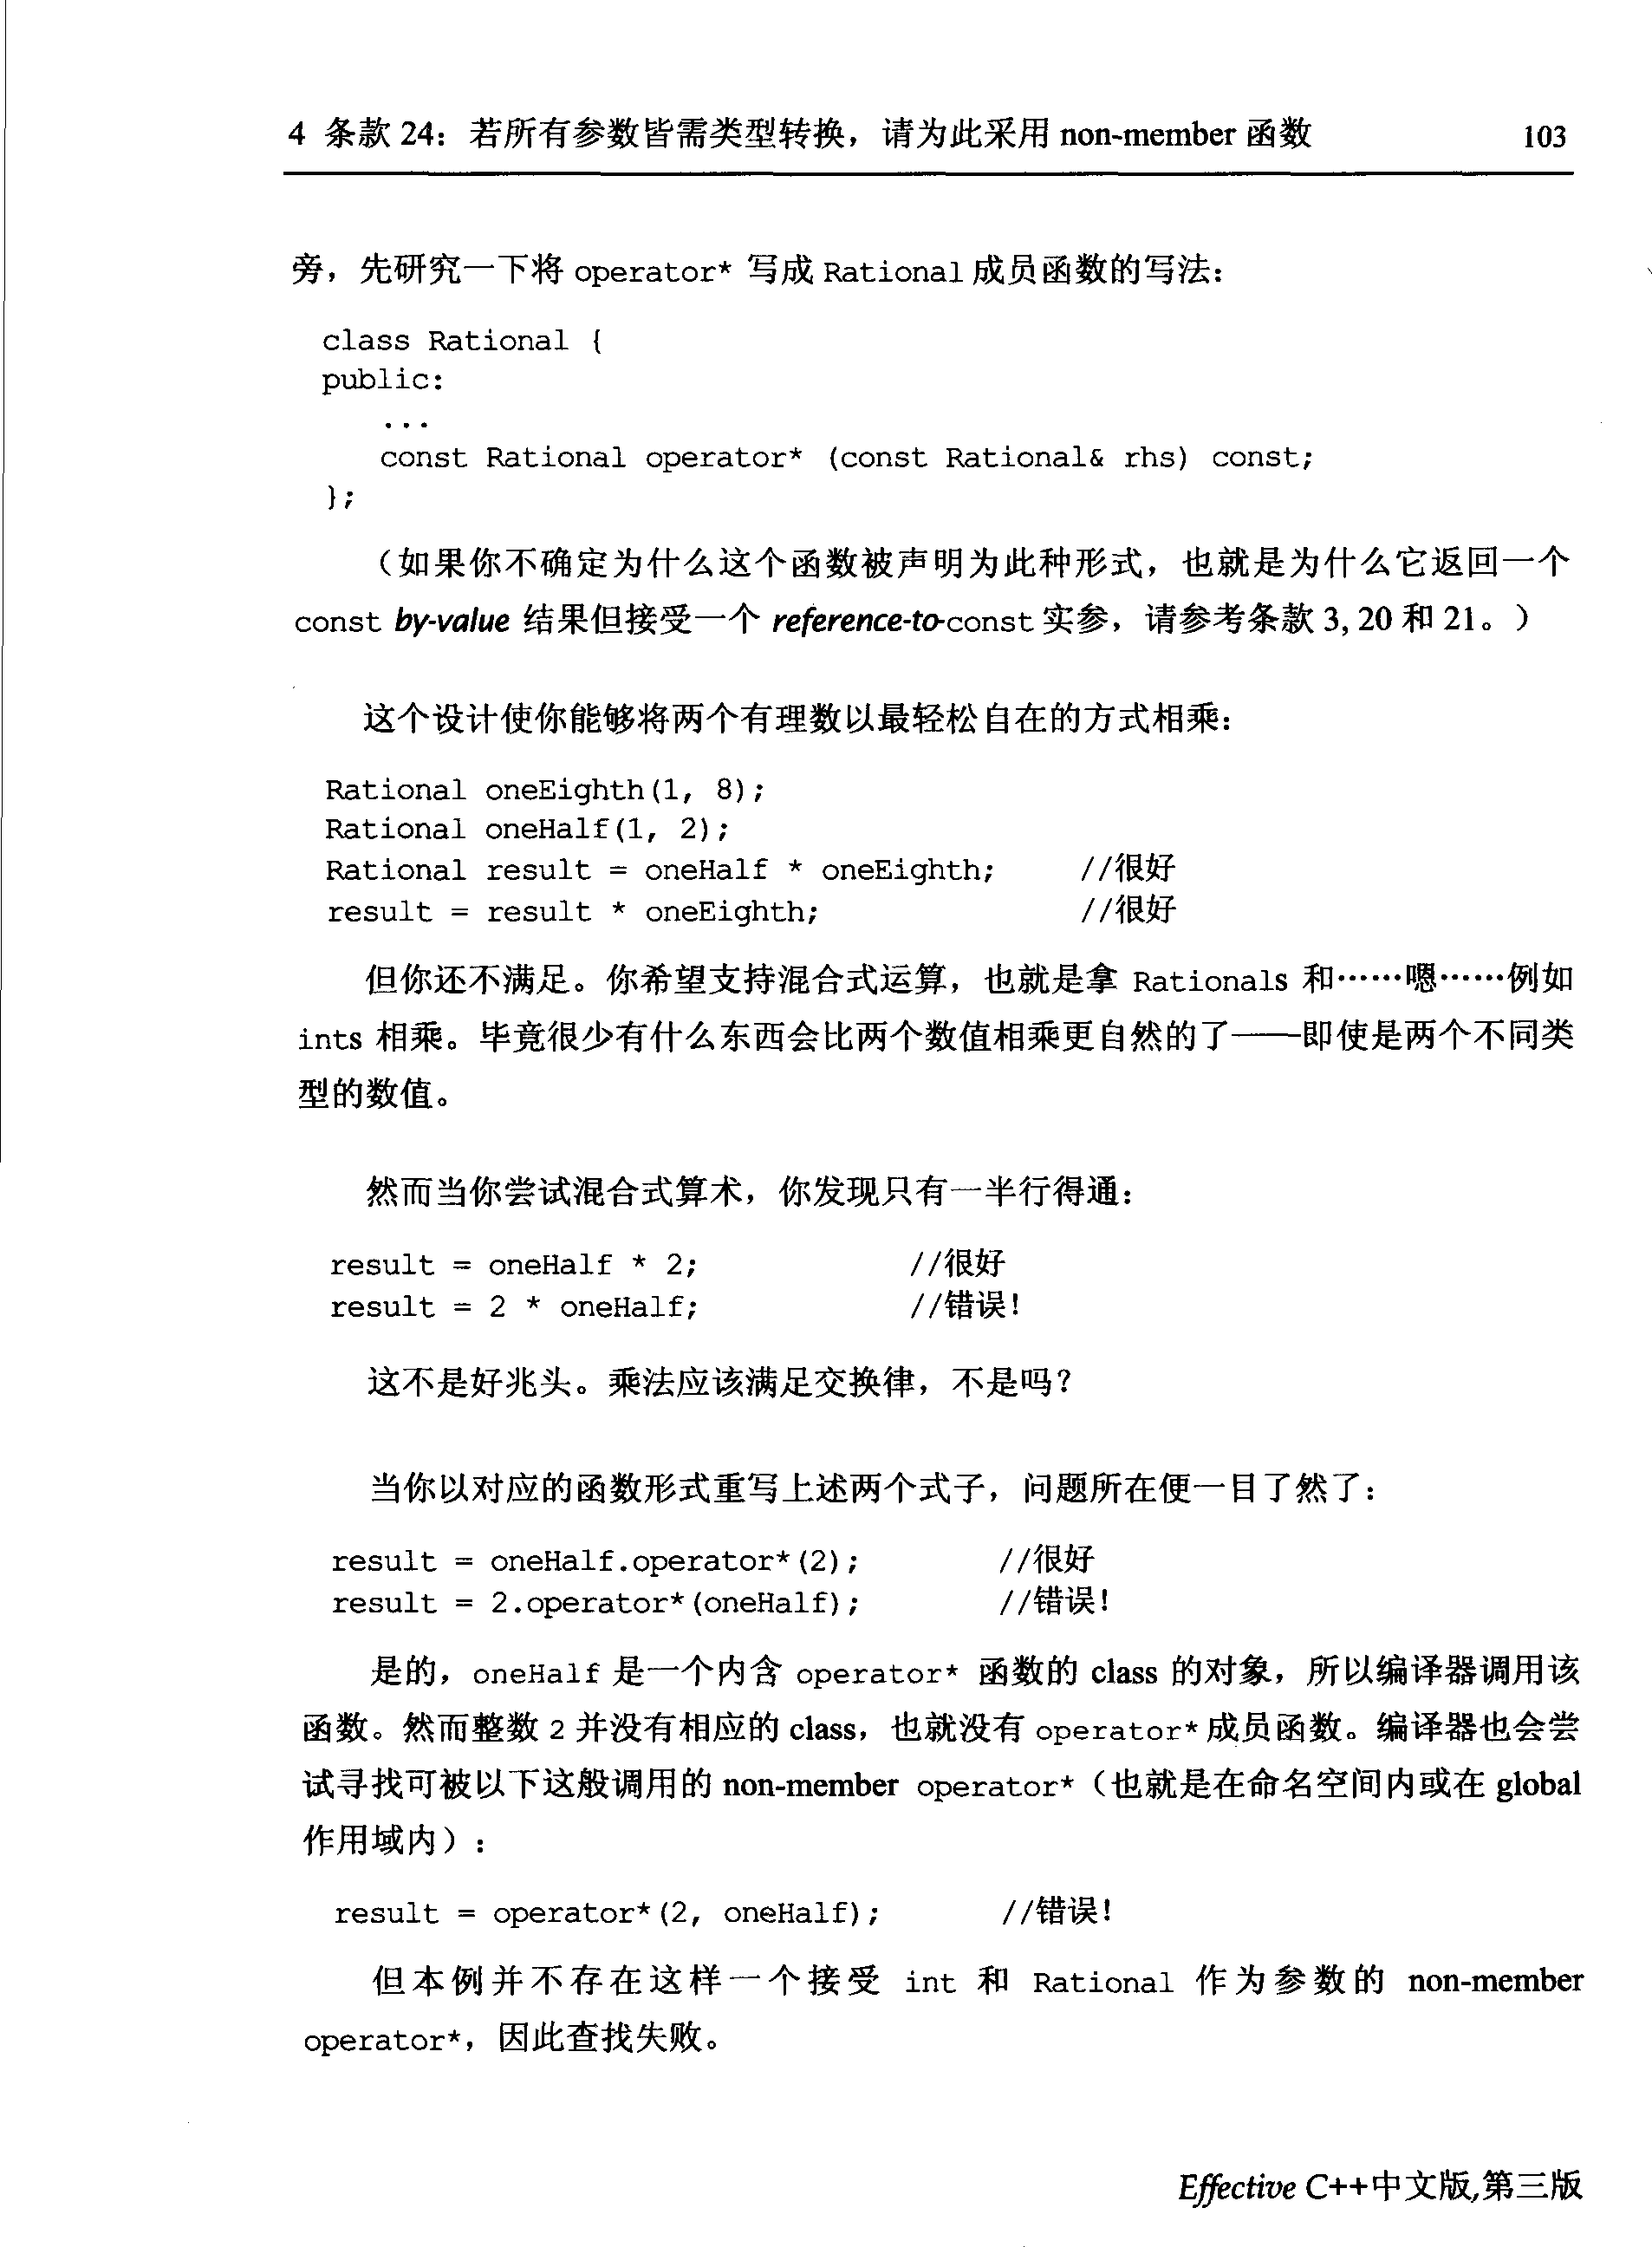 4 条款 24：若所有参数皆需类型转换，请为此采用 non-member 函数 103
旁，先研究一下将 operator* 写成 Rational 成员函数的写法：
class Rational {
public:
...
const Rational operator* (const Rational& rhs) const;
};
（如果你不确定为什么这个函数被声明为此种形式，也就是为什么它返回一个
const by-value 结果但接受一个 reference-to-const 实参，请参考条款 3, 20 和 21。）
这个设计使你能够将两个有理数以最轻松自在的方式相乘：
Rational oneEighth(1, 8);
Rational oneHalf(1, 2);
Rational result = oneHalf * oneEighth; //很好
result = result * oneEighth; //很好
但你还不满足。你希望支持混合式运算，也就是拿 Rationals 和……嗯……例如
ints 相乘。毕竟很少有什么东西会比两个数值相乘更自然的了——即使是两个不同类
型的数值。
然而当你尝试混合式算术，你发现只有一半行得通：
result = oneHalf * 2; //很好
result = 2 * oneHalf; //错误！
这不是好兆头。乘法应该满足交换律，不是吗？
当你以对应的函数形式重写上述两个式子，问题所在便一目了然了：
result = oneHalf.operator*(2); //很好
result = 2.operator*(oneHalf); //错误！
是的，oneHalf 是一个内含 operator* 函数的 class 的对象，所以编译器调用该
函数。然而整数 2 并没有相应的 class，也就没有 operator* 成员函数。编译器也会尝
试寻找可被以下这般调用的 non-member operator*（也就是在命名空间内或在 global
作用域内）：
result = operator*(2, oneHalf); //错误！
但本例并不存在这样一个接受 int 和 Rational 作为参数的 non-member
operator*，因此查找失败。
Effective C++中文版,第三版